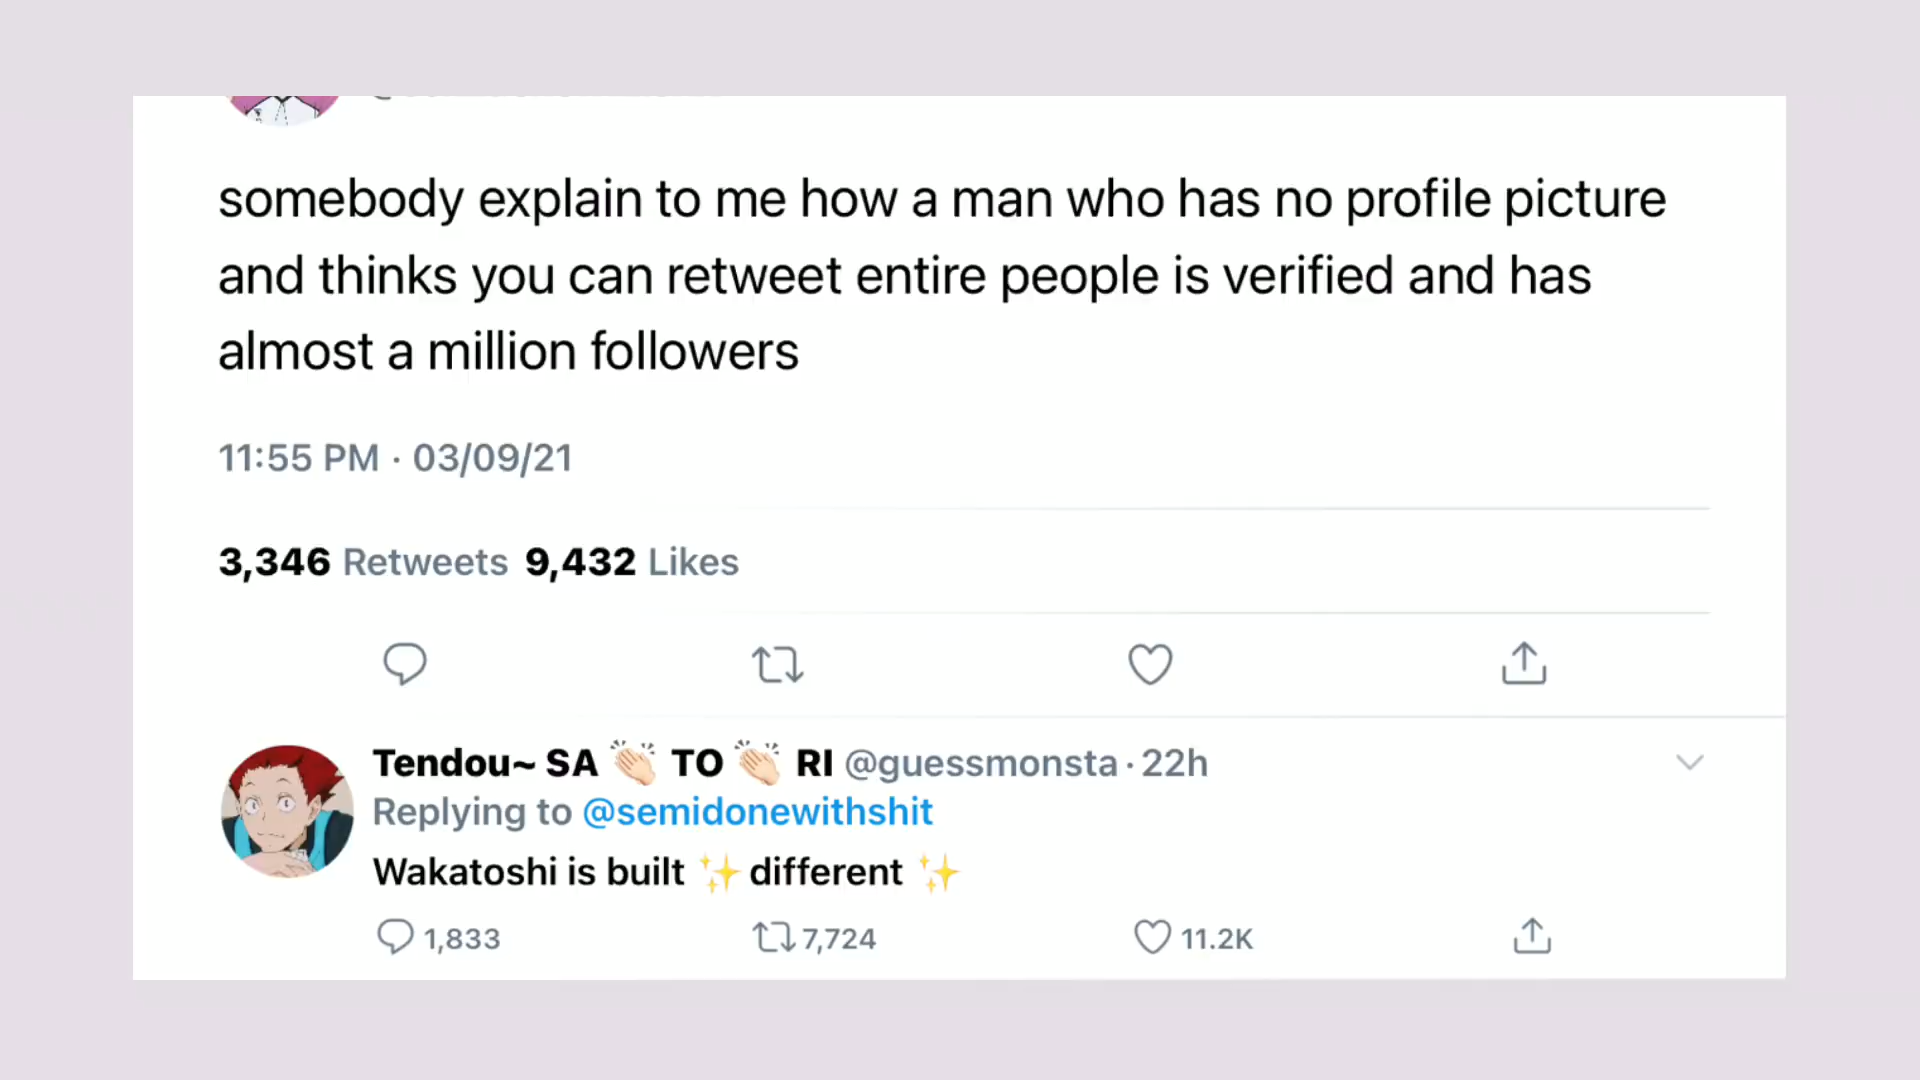 somebody explain to me how a man who has no profile picture
and thinks you can retweet entire people is verified and has
almost a million followers
11:55 PM · 03/09/21
3,346 Retweets 9,432 Likes
Tendou~ SA 👏🏻 TO 👏🏻 RI @guessmonsta · 22h
Replying to @semidonewithshit
Wakatoshi is built ✨ different ✨
1,833 7,724 11.2K